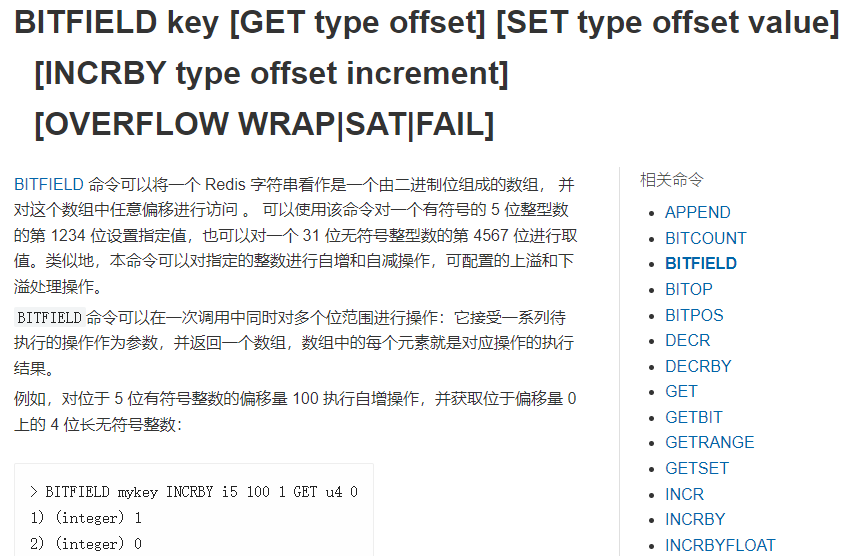 BITFIELD key [GET type offset] [SET type offset value]
[INCRBY type offset increment]
[OVERFLOW WRAP|SAT|FAIL]
BITFIELD 命令可以将一个 Redis 字符串看作是一个由二进制位组成的数组， 并
对这个数组中任意偏移进行访问 。 可以使用该命令对一个有符号的 5 位整型数
的第 1234 位设置指定值，也可以对一个 31 位无符号整型数的第 4567 位进行取
值。类似地，本命令可以对指定的整数进行自增和自减操作，可配置的上溢和下
溢处理操作。
BITFIELD 命令可以在一次调用中同时对多个位范围进行操作：它接受一系列待
执行的操作作为参数，并返回一个数组，数组中的每个元素就是对应操作的执行
结果。
例如，对位于 5 位有符号整数的偏移量 100 执行自增操作，并获取位于偏移量 0
上的 4 位长无符号整数：
> BITFIELD mykey INCRBY i5 100 1 GET u4 0
1) (integer) 1
2) (integer) 0
相关命令
APPEND
BITCOUNT
BITFIELD
BITOP
BITPOS
DECR
DECRBY
GET
GETBIT
GETRANGE
GETSET
INCR
INCRBY
INCRBYFLOAT